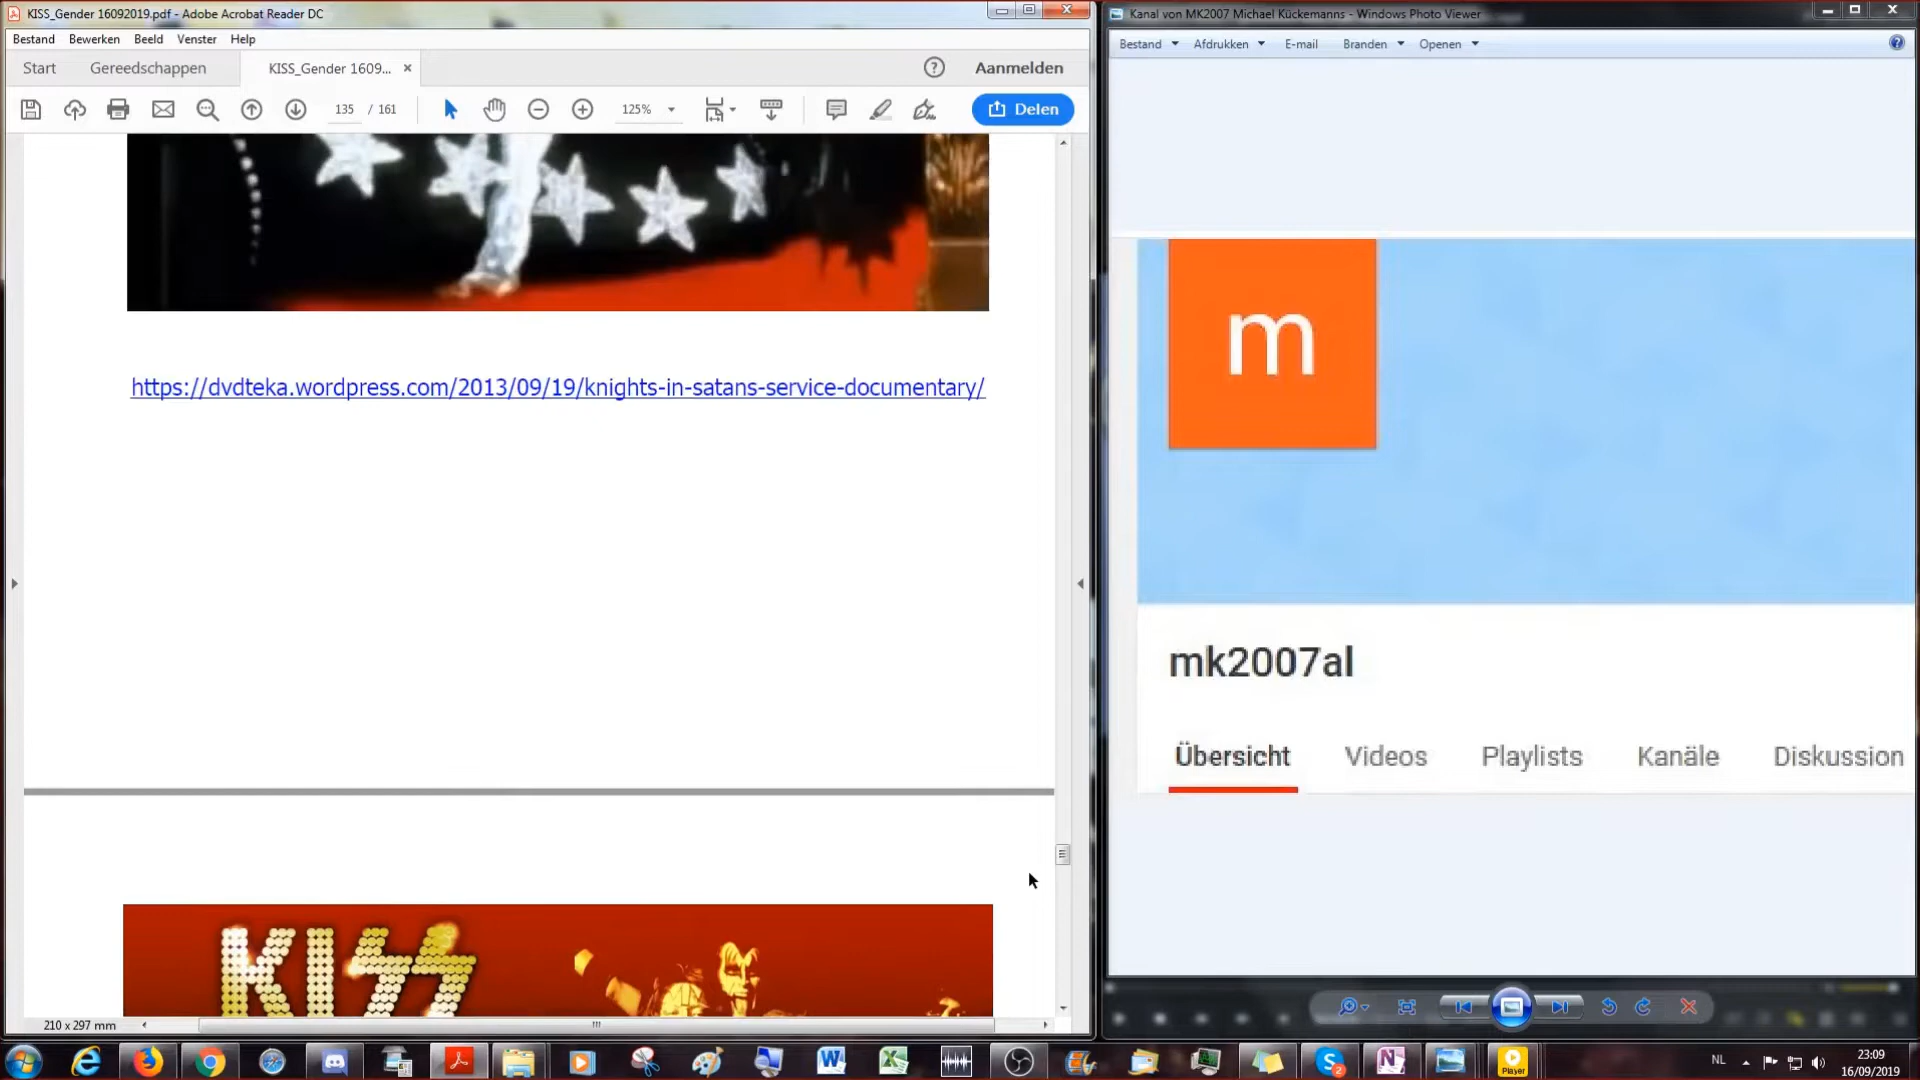 KISS_Gender 16092019.pdf - Adobe Acrobat Reader DC
Bestand Bewerken Beeld Venster Help
Start Gereedschappen KISS_Gender 1609... × ? Aanmelden
135 / 161 125% Delen
https://dvdteka.wordpress.com/2013/09/19/knights-in-satans-service-documentary/
KISS
210 x 297 mm
Kanal von MK2007 Michael Kückemanns - Windows Photo Viewer
Bestand Afdrukken E-mail Branden Openen
m
mk2007al
Übersicht Videos Playlists Kanäle Diskussion
Player
NL
23:09
16/09/2019